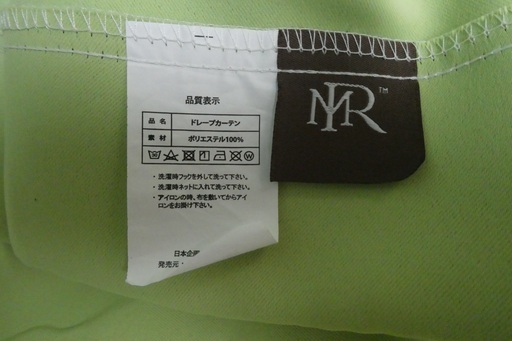 品質表示
品名 ドレープカーテン
素材 ポリエステル100%
・洗濯時フックを外して洗って下さい。
・洗濯時ネットに入れて洗って下さい。
・アイロンの時、布を敷いてからアイ
ロンをお掛け下さい。
日本企画
発売元・
MR™